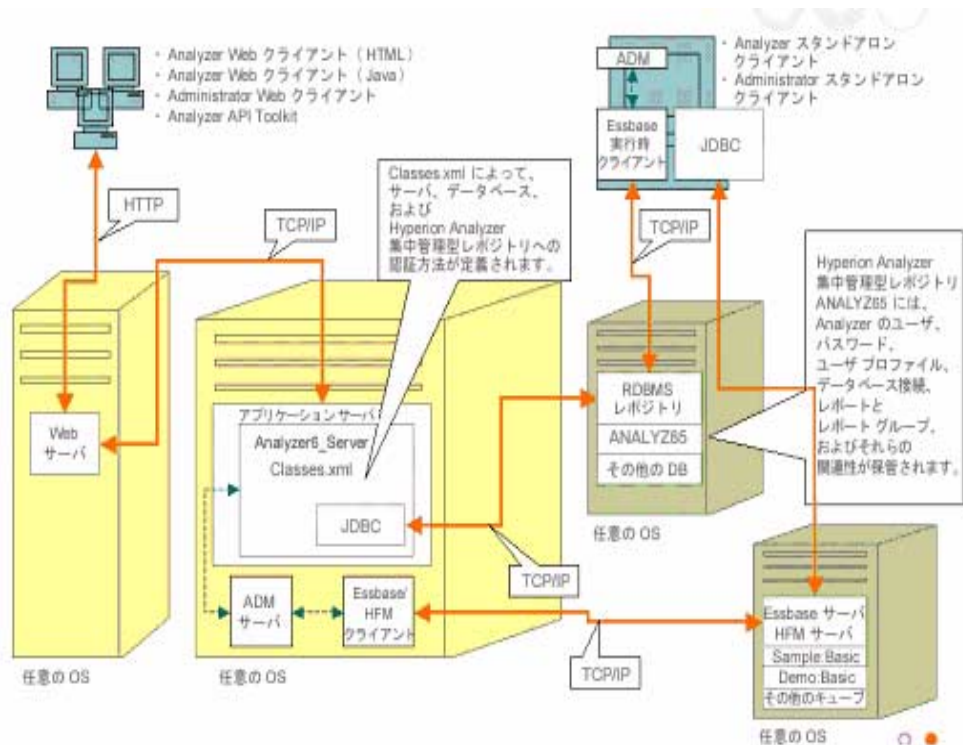 ・ Analyzer Web クライアント（HTML）
・ Analyzer Web クライアント（Java）
・ Administrator Web クライアント
・ Analyzer API Toolkit
・ Analyzer スタンドアロン
クライアント
・ Administrator スタンドアロン
クライアント
ADM
Essbase
実行時
クライアント
JDBC
HTTP
TCP/IP
Classes.xml によって、
サーバ、データベース、
および
Hyperion Analyzer
集中管理型レポジトリへの
認証方法が定義されます。
TCP/IP
Hyperion Analyzer
集中管理型レポジトリ
ANALYZ65 には、
Analyzer のユーザ、
パスワード、
ユーザ プロファイル、
データベース接続、
レポートと
レポート グループ、
およびそれらの
関連性が保管されます。
Web
サーバ
アプリケーション サーバ
Analyzer6_Server
Classes.xml
JDBC
RDBMS
レポジトリ
ANALYZ65
その他の DB
任意の OS
TCP/IP
ADM
サーバ
Essbase/
HFM
クライアント
TCP/IP
Essbase サーバ
HFM サーバ
Sample:Basic
Demo:Basic
その他のキューブ
任意の OS
任意の OS
任意の OS